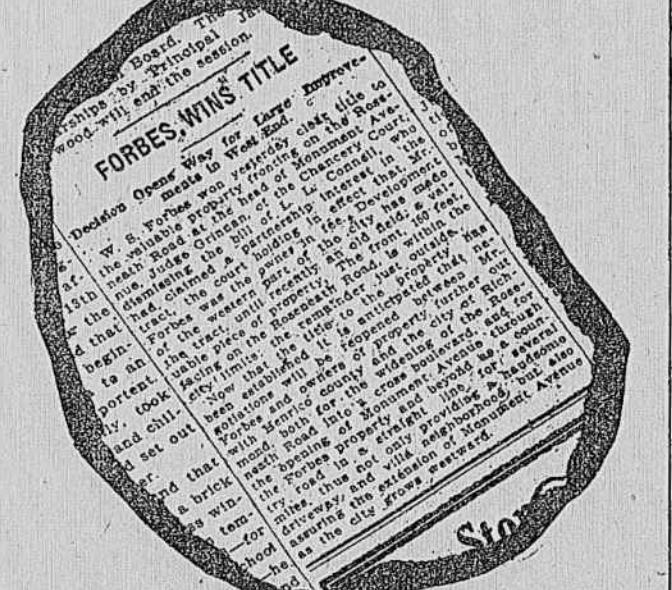 Board. The
arships by Principal Ja
wood will end the session.
FORBES WINS TITLE
Decision Opens Way for Large Improve-
ments in West End.
W. S. Forbes won yesterday clear title to
the valuable property fronting on the Rose-
neath Road at the head of Monument Ave-
nue, Judge Grinnan, of the Chancery Court,
dismissing the bill of L. L. Connell, who
had claimed a partnership interest in the
tract, the court holding in effect that Mr.
Forbes was the owner in fee. Development
of the western part of the city has made
the tract, until recently an old field, a val-
uable piece of property. The front, 160 feet,
facing on the Roseneath Road, is within the
city limits, the remainder just outside.
Now that the title to the property has
been established it is anticipated that ne-
gotiations will be reopened between Mr.
Forbes and owners of property further out
with Henrico county and the city of Rich-
mond, both for the widening of the Rose-
neath Road into a cross boulevard, and for
the opening of Monument Avenue, through
the Forbes property and beyond as a coun-
try road in a straight line for several
miles, thus not only providing a handsome
driveway and villa neighborhood, but also
assuring the extension of Monument Avenue
as the city grows westward.
af-
13th
the
d that
begin-
to an
portent.
ly, took
and chil-
d set out
er.
and that
a brick
s win-
tem-
—for
chool
—he
nd